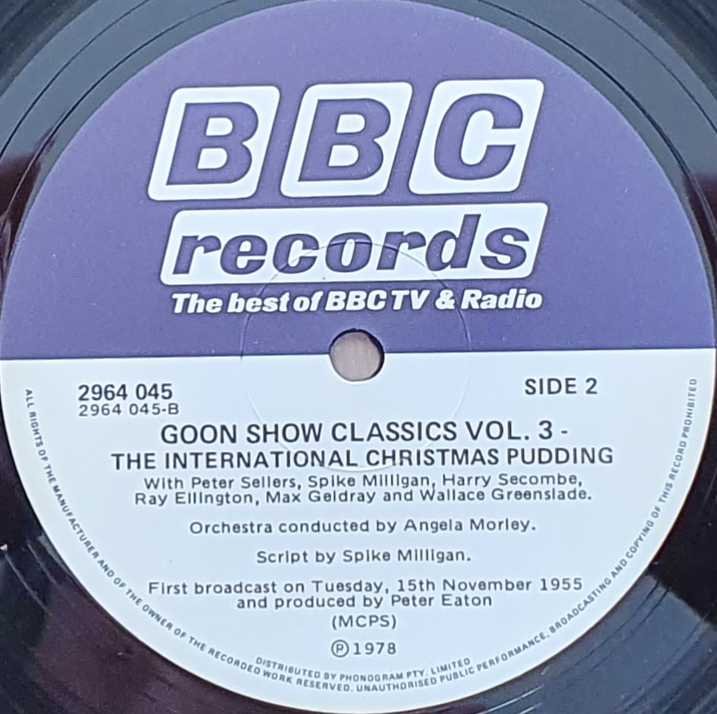 BBC
records
The best of BBC TV & Radio
2964 045
SIDE 2
2964 045-B
GOON SHOW CLASSICS VOL. 3 -
THE INTERNATIONAL CHRISTMAS PUDDING
With Peter Sellers, Spike Milligan, Harry Secombe,
Ray Ellington, Max Geldray and Wallace Greenslade.
Orchestra conducted by Angela Morley.
Script by Spike Milligan.
First broadcast on Tuesday, 15th November 1955
and produced by Peter Eaton
(MCPS)
Ⓟ1978
DISTRIBUTED BY PHONOGRAM PTY. LIMITED
ALL RIGHTS OF THE MANUFACTURER AND OF THE OWNER OF THE RECORDED WORK RESERVED. UNAUTHORISED PUBLIC PERFORMANCE, BROADCASTING AND COPYING OF THIS RECORD PROHIBITED